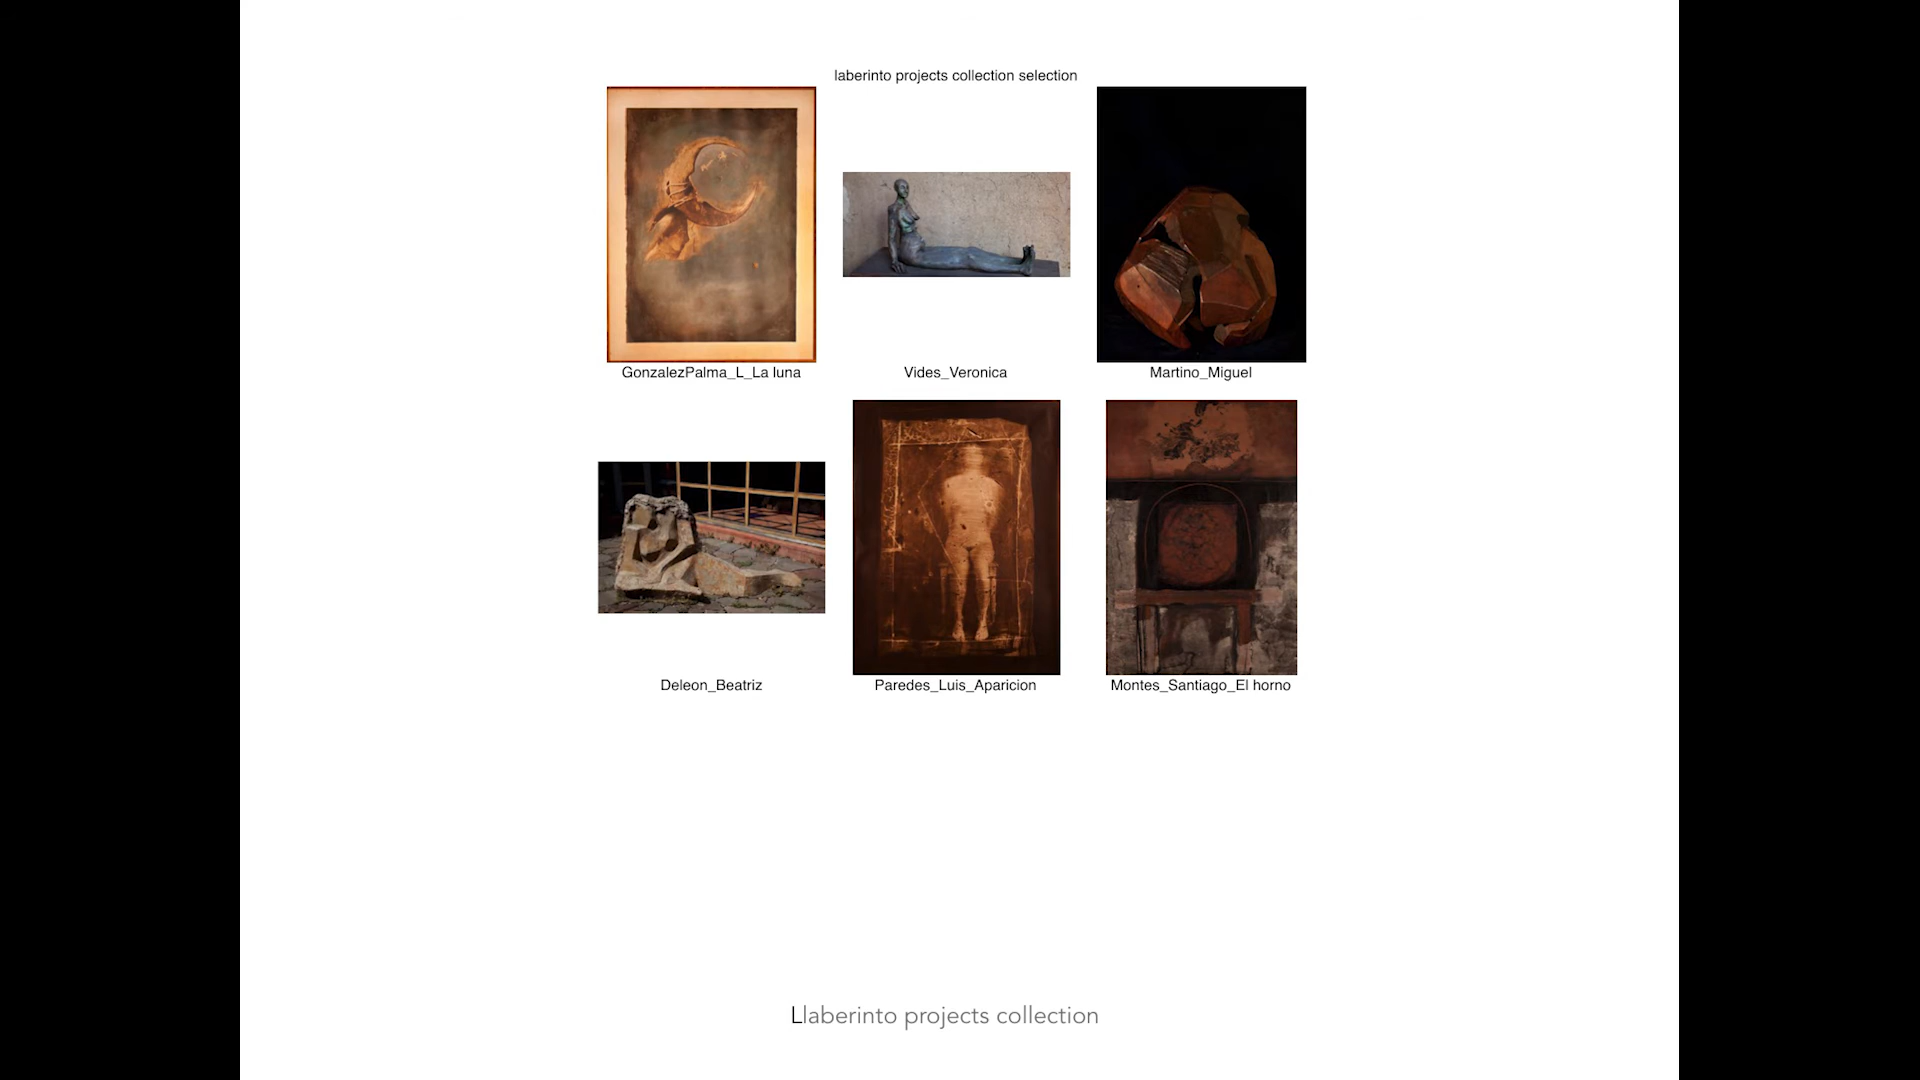 laberinto projects collection selection
GonzalezPalma_L_La luna
Vides_Veronica
Martino_Miguel
Deleon_Beatriz
Paredes_Luis_Aparicion
Montes_Santiago_El horno
Llaberinto projects collection